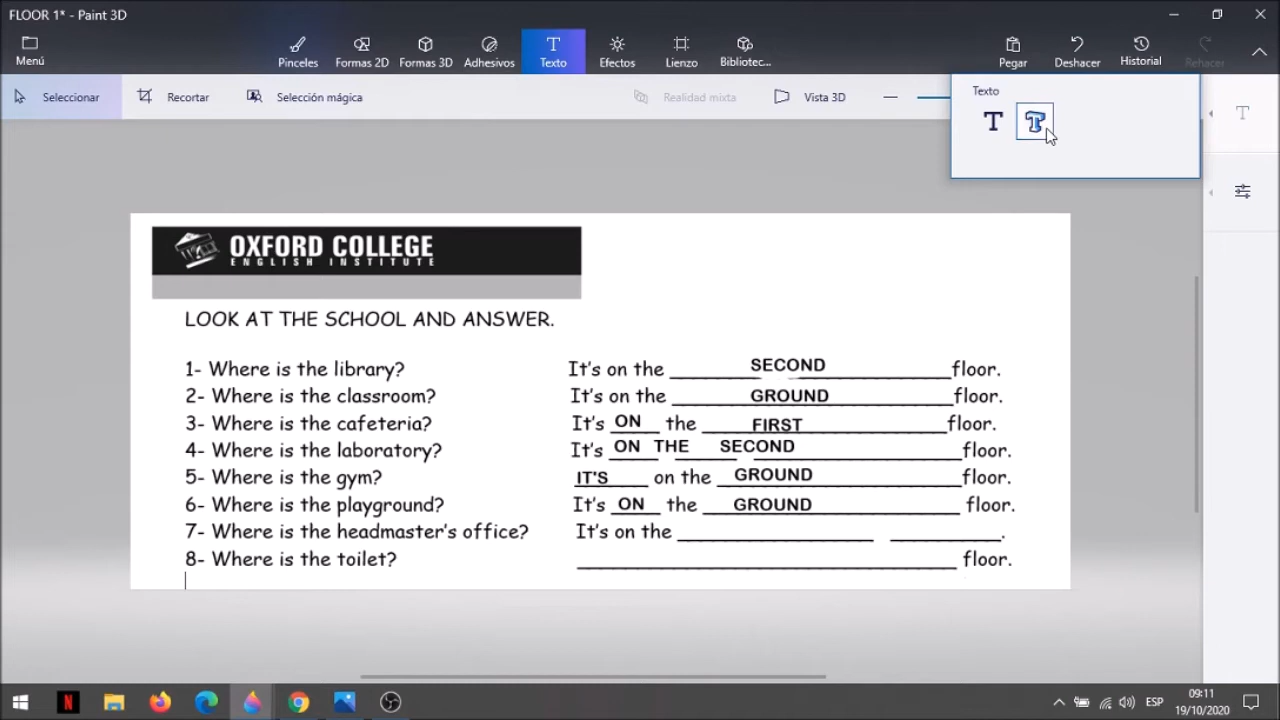 FLOOR 1* - Paint 3D
Menú Pinceles Formas 2D Formas 3D Adhesivos Texto Efectos Lienzo Bibliotec... Pegar Deshacer Historial Rehacer
Seleccionar Recortar Selección mágica Realidad mixta Vista 3D
Texto
T T
T
OXFORD COLLEGE
ENGLISH INSTITUTE
LOOK AT THE SCHOOL AND ANSWER.
1- Where is the library? It's on the SECOND floor.
2- Where is the classroom? It's on the GROUND floor.
3- Where is the cafeteria? It's ON the FIRST floor.
4- Where is the laboratory? It's ON THE SECOND floor.
5- Where is the gym? IT'S on the GROUND floor.
6- Where is the playground? It's ON the GROUND floor.
7- Where is the headmaster's office? It's on the ____________ ________.
8- Where is the toilet? ____________________ floor.
N ESP 09:11
19/10/2020